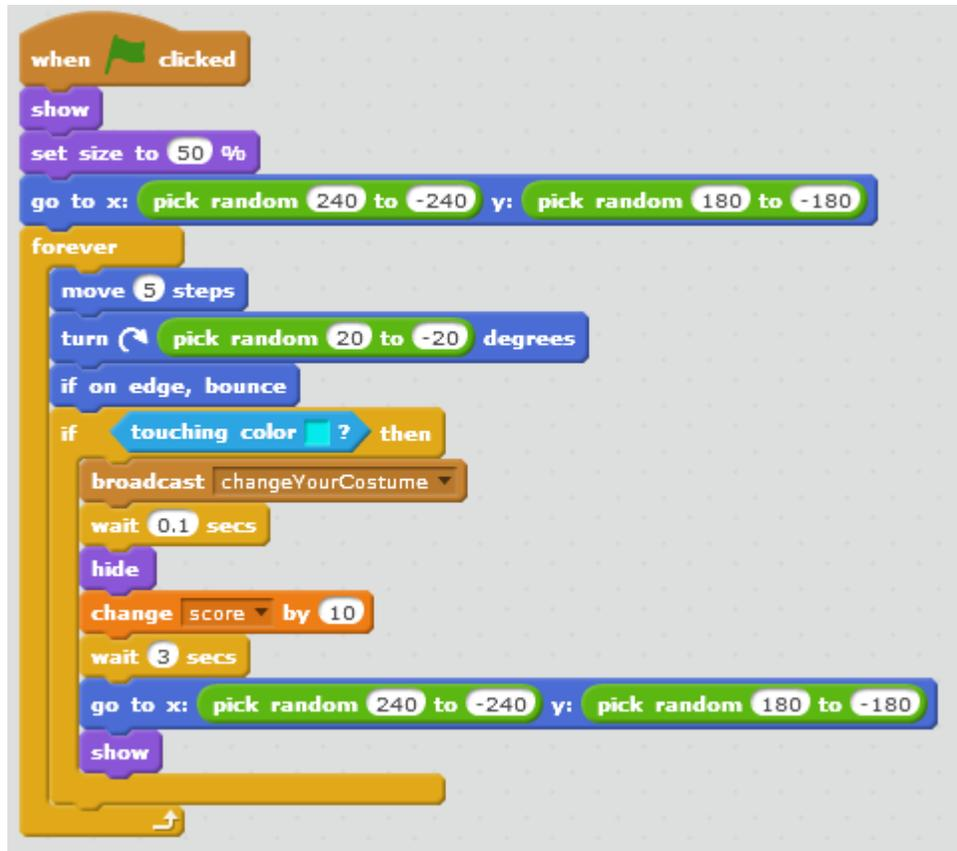 when clicked
show
set size to 50 %
go to x: pick random 240 to -240 y: pick random 180 to -180
forever
move 5 steps
turn pick random 20 to -20 degrees
if on edge, bounce
if touching color ? then
broadcast changeYourCostume
wait 0.1 secs
hide
change score by 10
wait 3 secs
go to x: pick random 240 to -240 y: pick random 180 to -180
show